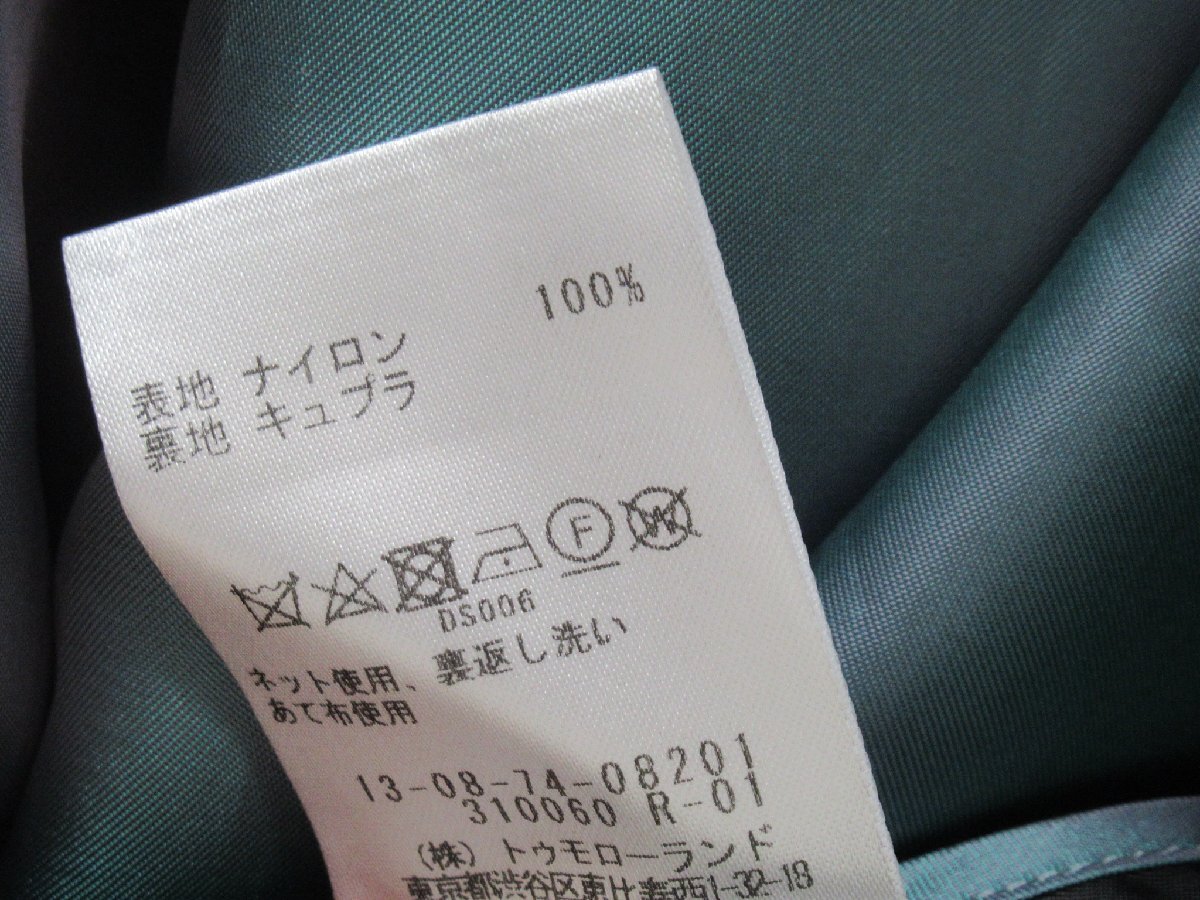 100%
表地 ナイロン
裏地 キュプラ
F W
DS006
ネット使用、裏返し洗い
あて布使用
13-08-74-08201
310060 R-01
(株) トゥモローランド
東京都渋谷区恵比寿西1-32-18